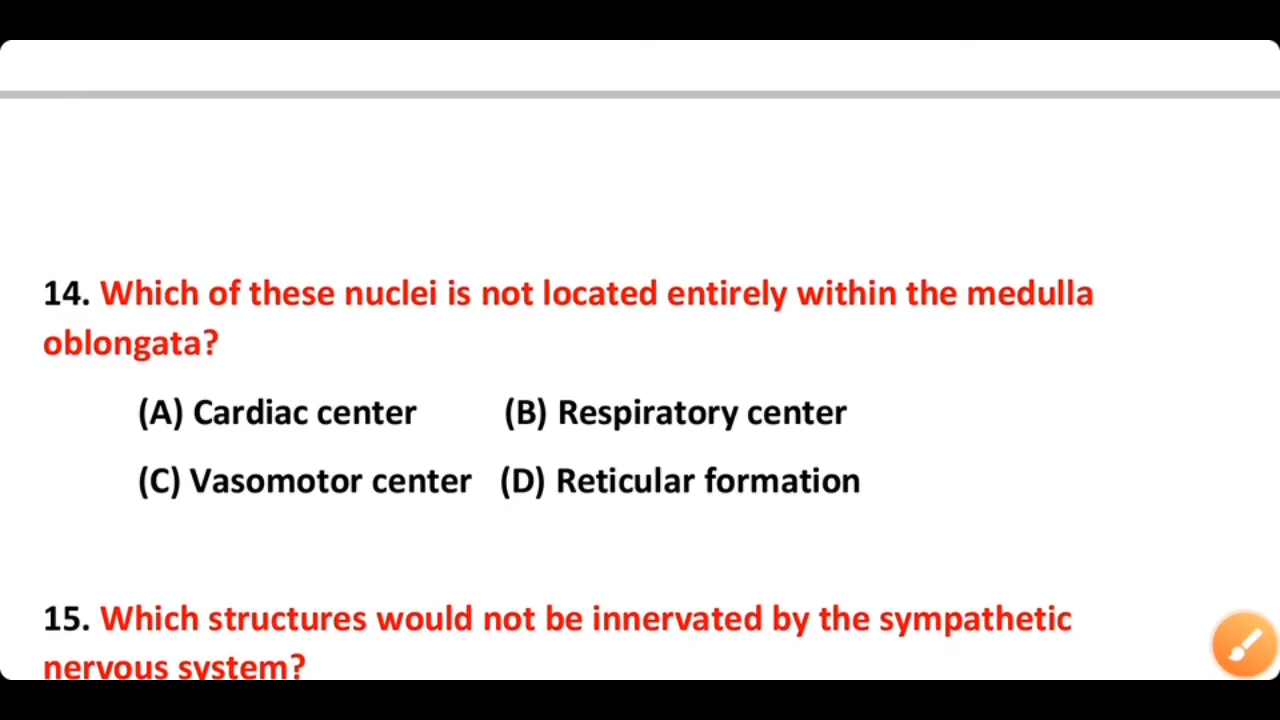 14. Which of these nuclei is not located entirely within the medulla
oblongata?
(A) Cardiac center (B) Respiratory center
(C) Vasomotor center (D) Reticular formation
15. Which structures would not be innervated by the sympathetic
nervous system?